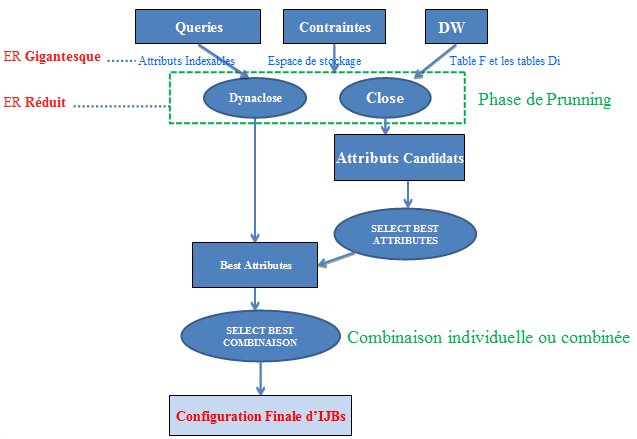 Queries Contraintes DW
ER Gigantesque Attributs Indexables Espace de stockage Table F et les tables Di
ER Réduit Dynaclose Close Phase de Prunning
Attributs Candidats
SELECT BEST
ATTRIBUTES
Best Attributes
SELECT BEST
COMBINAISON
Combinaison individuelle ou combinée
Configuration Finale d'IJBs